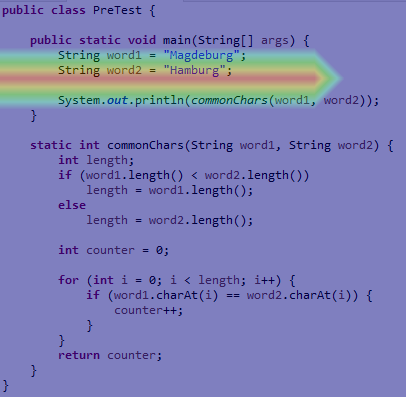 public class PreTest {
public static void main(String[] args) {
String word1 = "Magdeburg";
String word2 = "Hamburg";
System.out.println(commonChars(word1, word2));
}
static int commonChars(String word1, String word2) {
int length;
if (word1.length() < word2.length())
length = word1.length();
else
length = word2.length();
int counter = 0;
for (int i = 0; i < length; i++) {
if (word1.charAt(i) == word2.charAt(i)) {
counter++;
}
}
return counter;
}
}